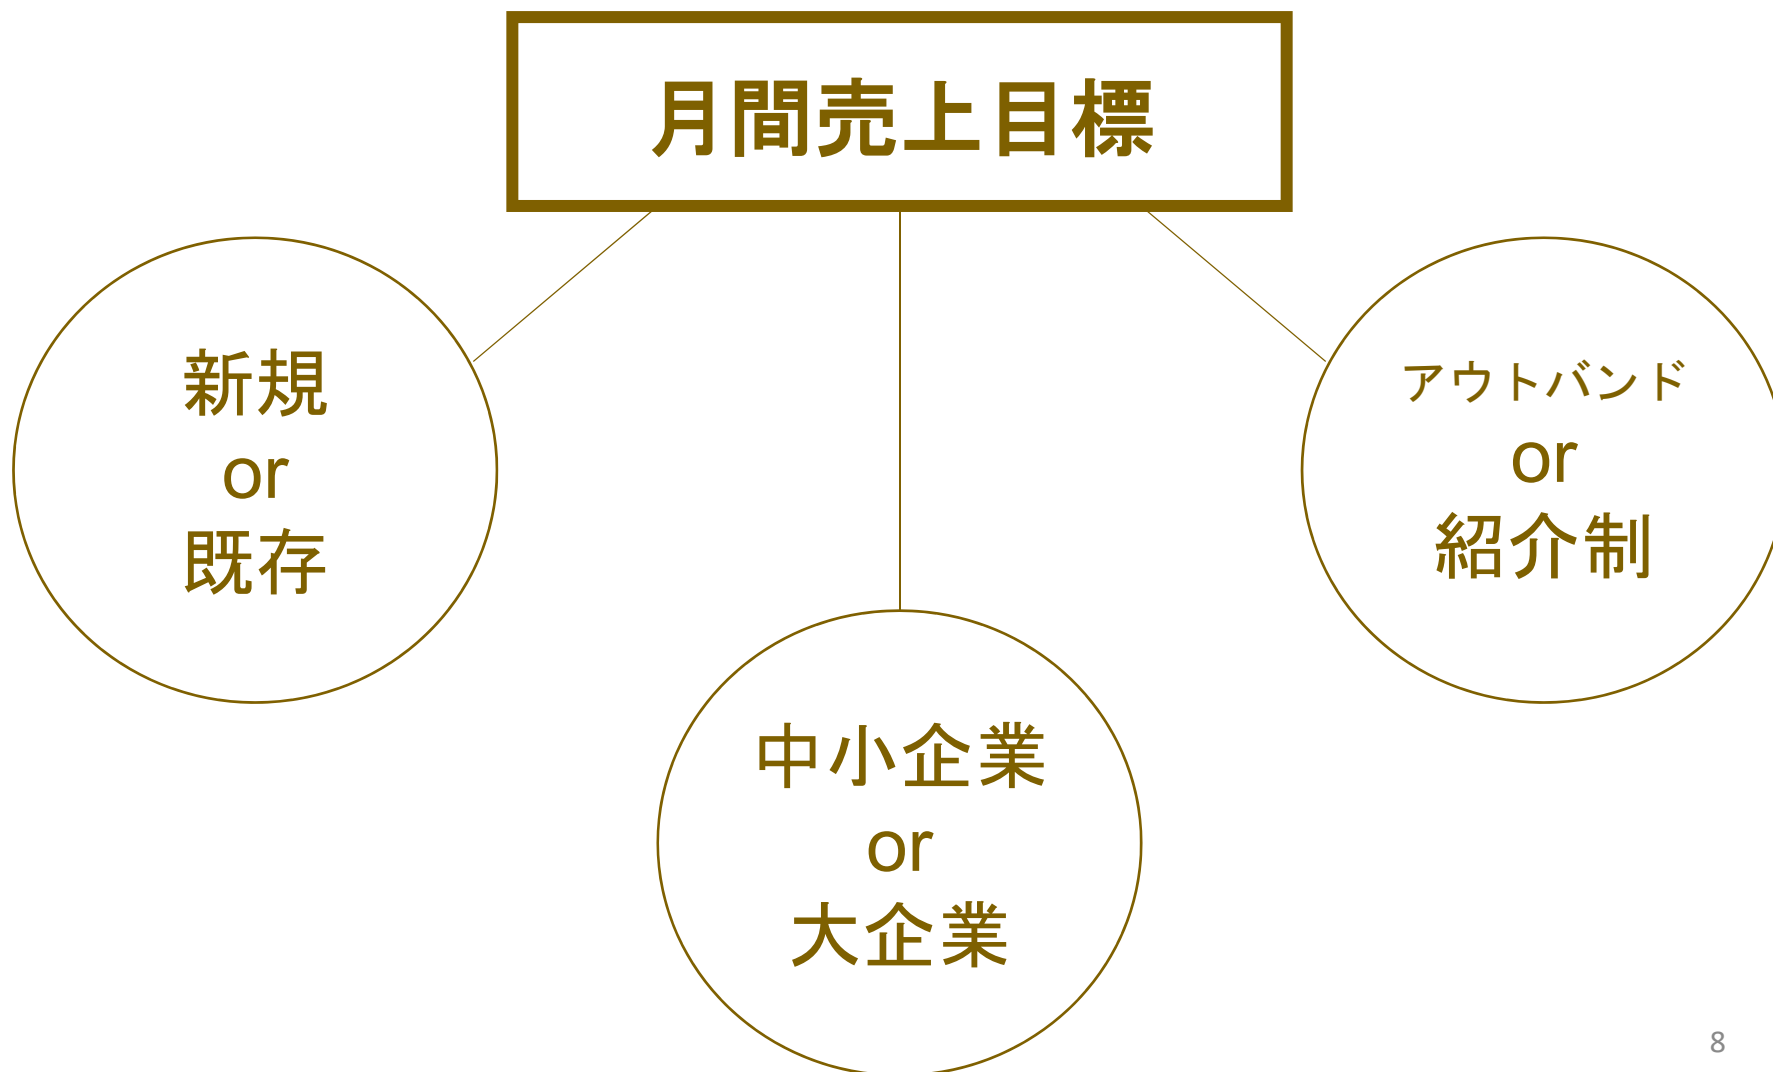 月間売上目標
新規
or
既存
アウトバンド
or
紹介制
中小企業
or
大企業
8